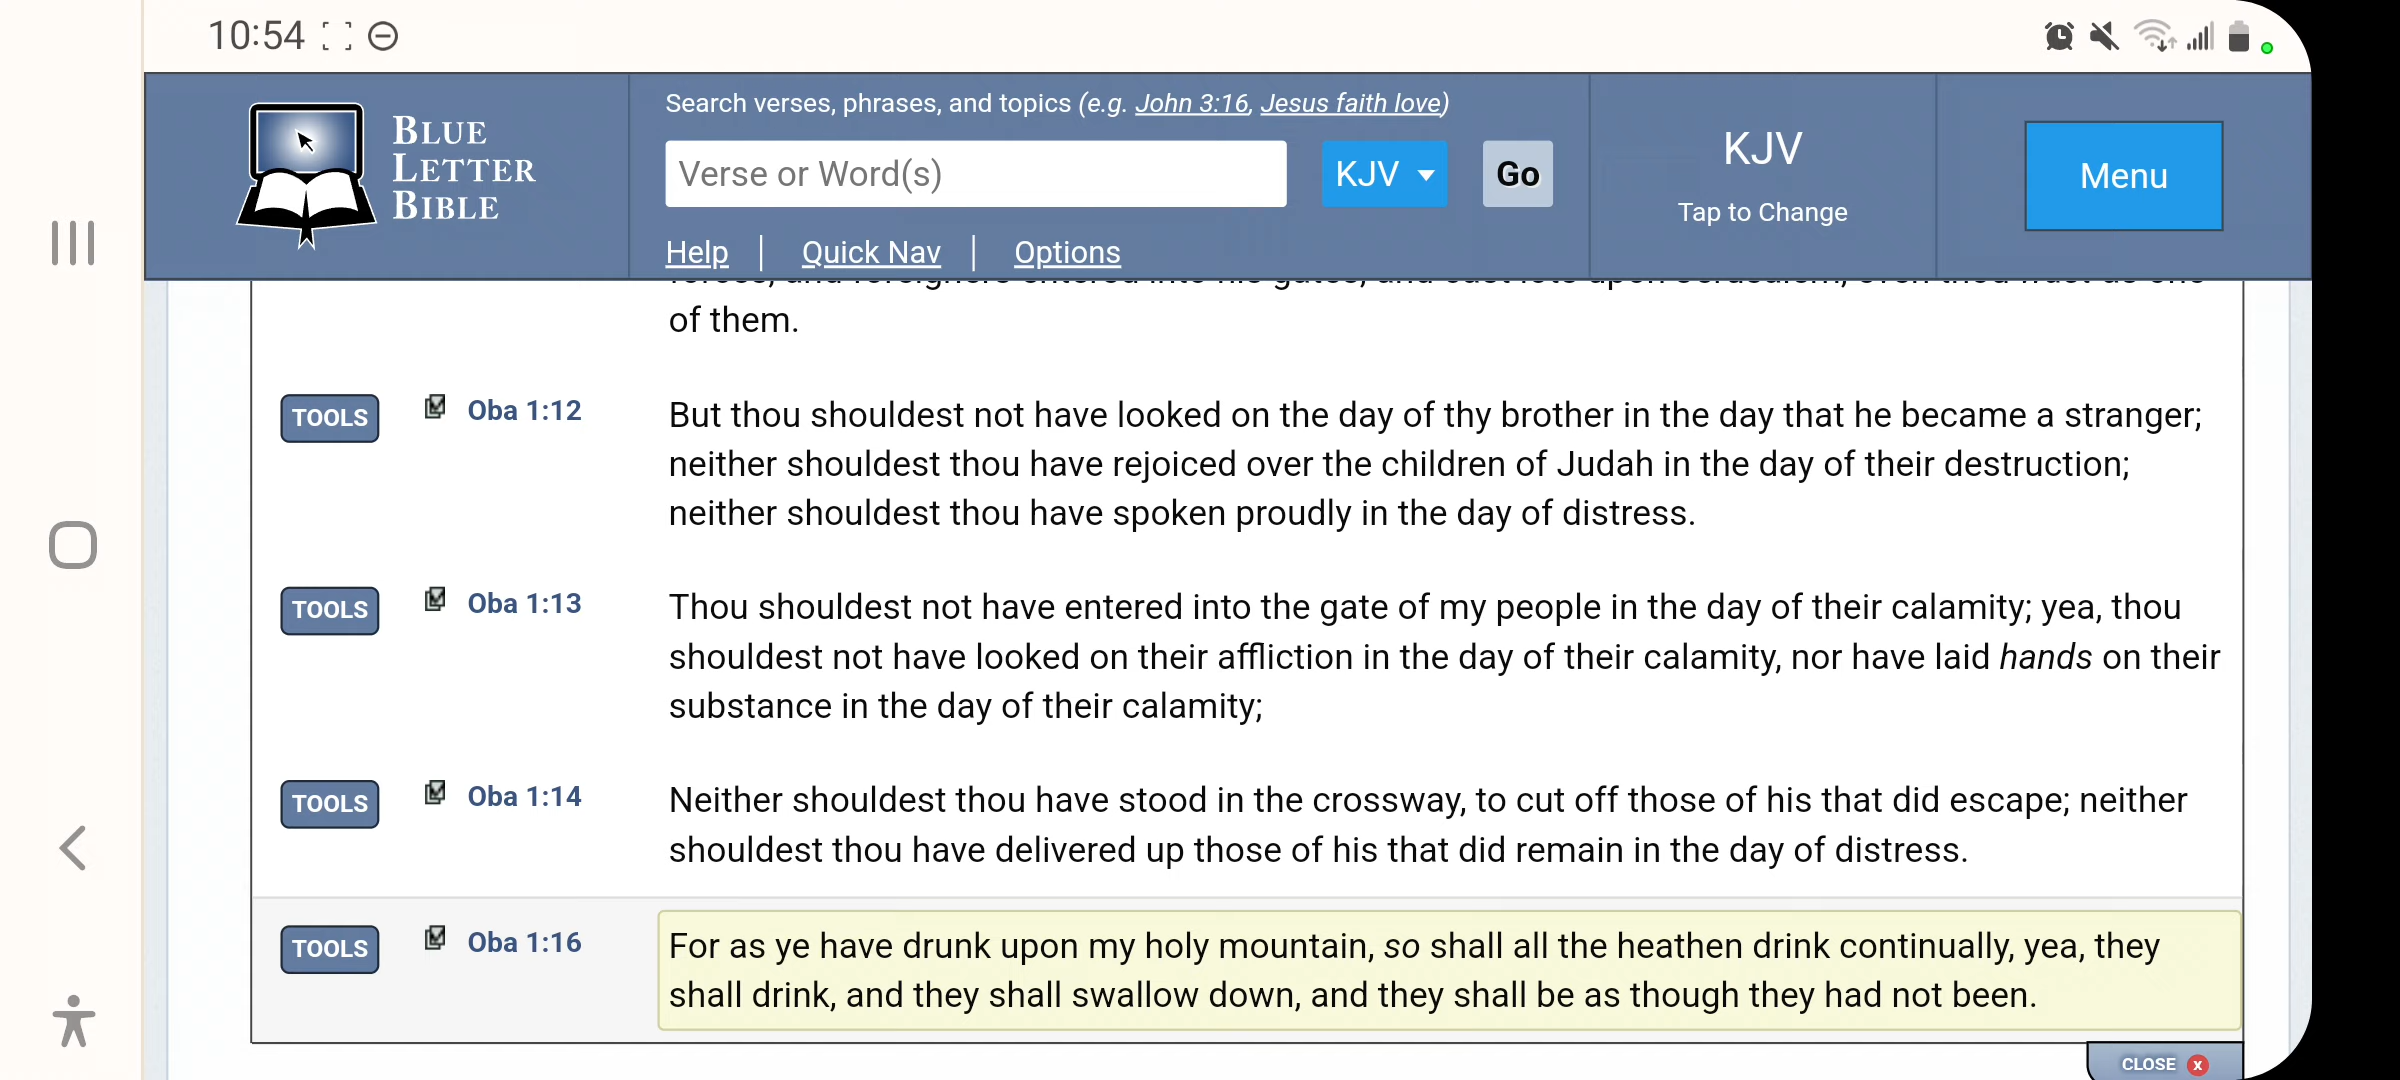 10:54
BLUE
LETTER
BIBLE
Search verses, phrases, and topics (e.g. John 3:16, Jesus faith love)
Verse or Word(s)
KJV
Go
Help | Quick Nav | Options
KJV
Tap to Change
Menu
of them.
TOOLS Oba 1:12 But thou shouldest not have looked on the day of thy brother in the day that he became a stranger;
neither shouldest thou have rejoiced over the children of Judah in the day of their destruction;
neither shouldest thou have spoken proudly in the day of distress.
TOOLS Oba 1:13 Thou shouldest not have entered into the gate of my people in the day of their calamity; yea, thou
shouldest not have looked on their affliction in the day of their calamity, nor have laid hands on their
substance in the day of their calamity;
TOOLS Oba 1:14 Neither shouldest thou have stood in the crossway, to cut off those of his that did escape; neither
shouldest thou have delivered up those of his that did remain in the day of distress.
TOOLS Oba 1:16 For as ye have drunk upon my holy mountain, so shall all the heathen drink continually, yea, they
shall drink, and they shall swallow down, and they shall be as though they had not been.
CLOSE x